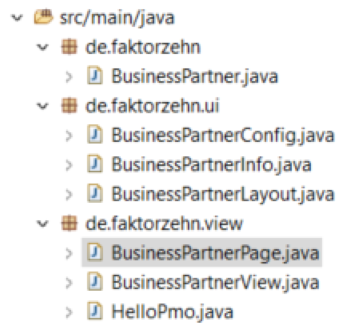 src/main/java
de.faktorzehn
BusinessPartner.java
de.faktorzehn.ui
BusinessPartnerConfig.java
BusinessPartnerInfo.java
BusinessPartnerLayout.java
de.faktorzehn.view
BusinessPartnerPage.java
BusinessPartnerView.java
HelloPmo.java